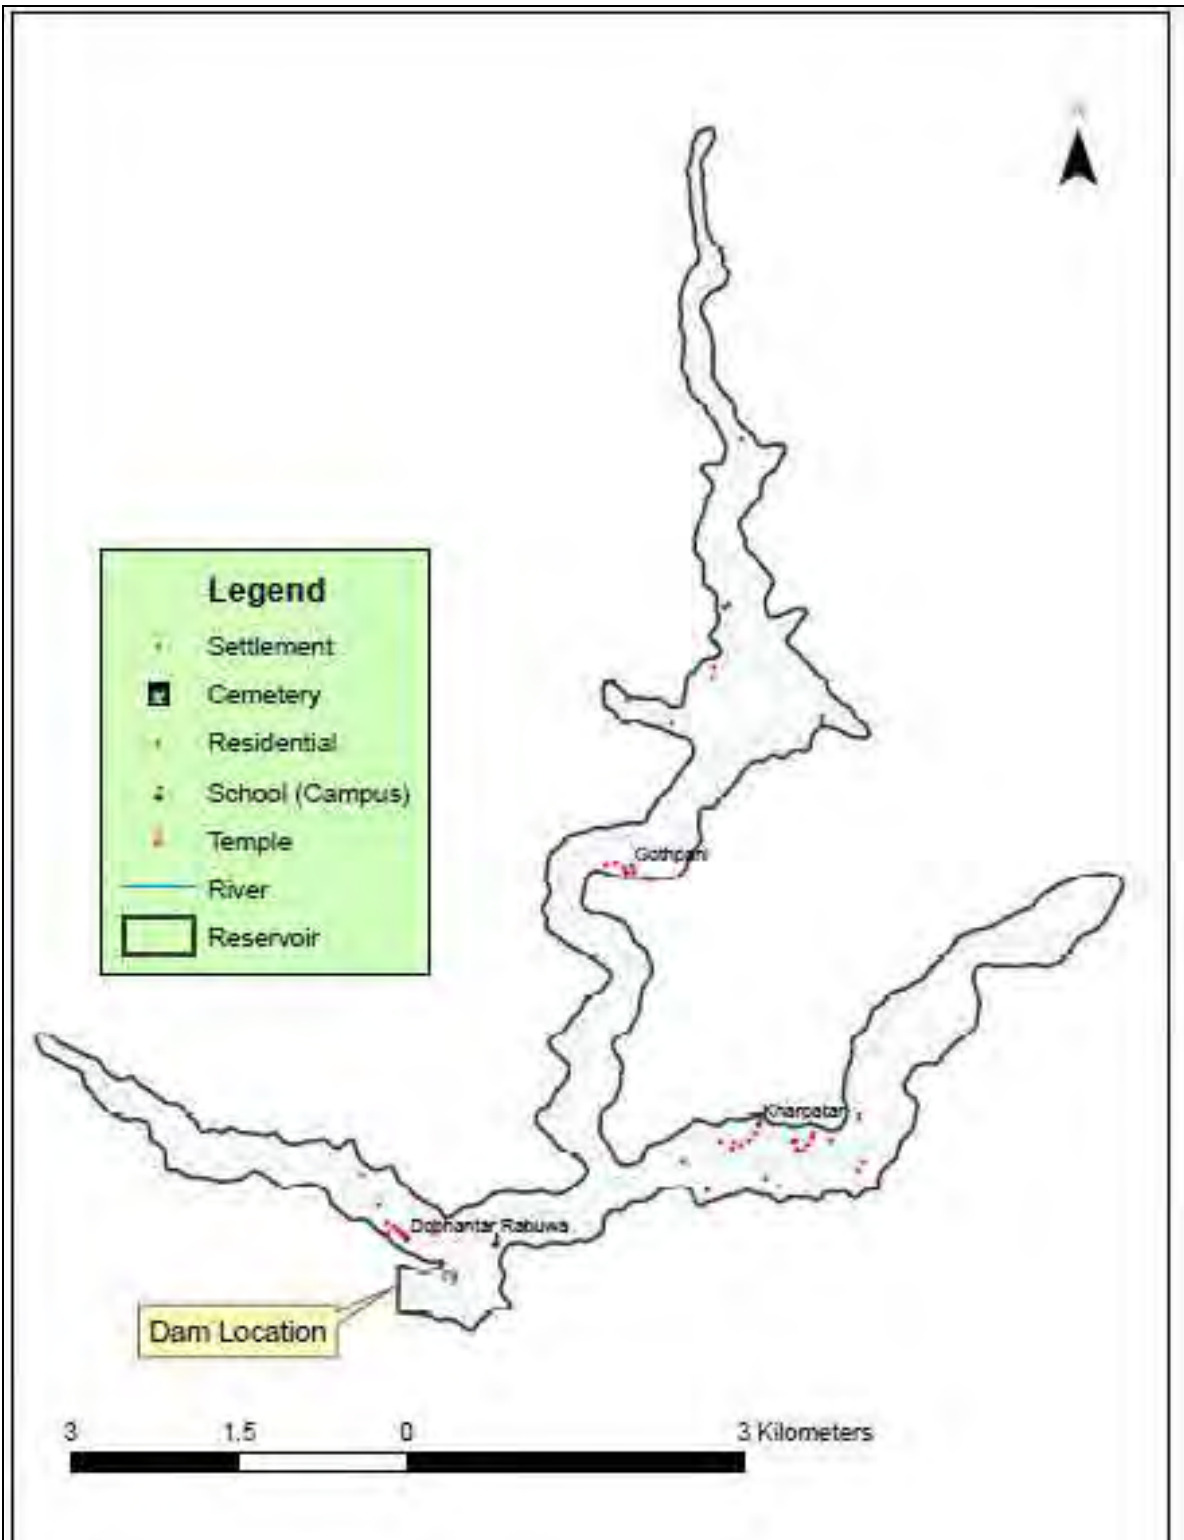 Legend
Settlement
Cemetery
Residential
School (Campus)
Temple
River
Reservoir
Gothpani
Kharpatar
Dobhantar Rabuwa
Dam Location
3 1.5 0 3 Kilometers